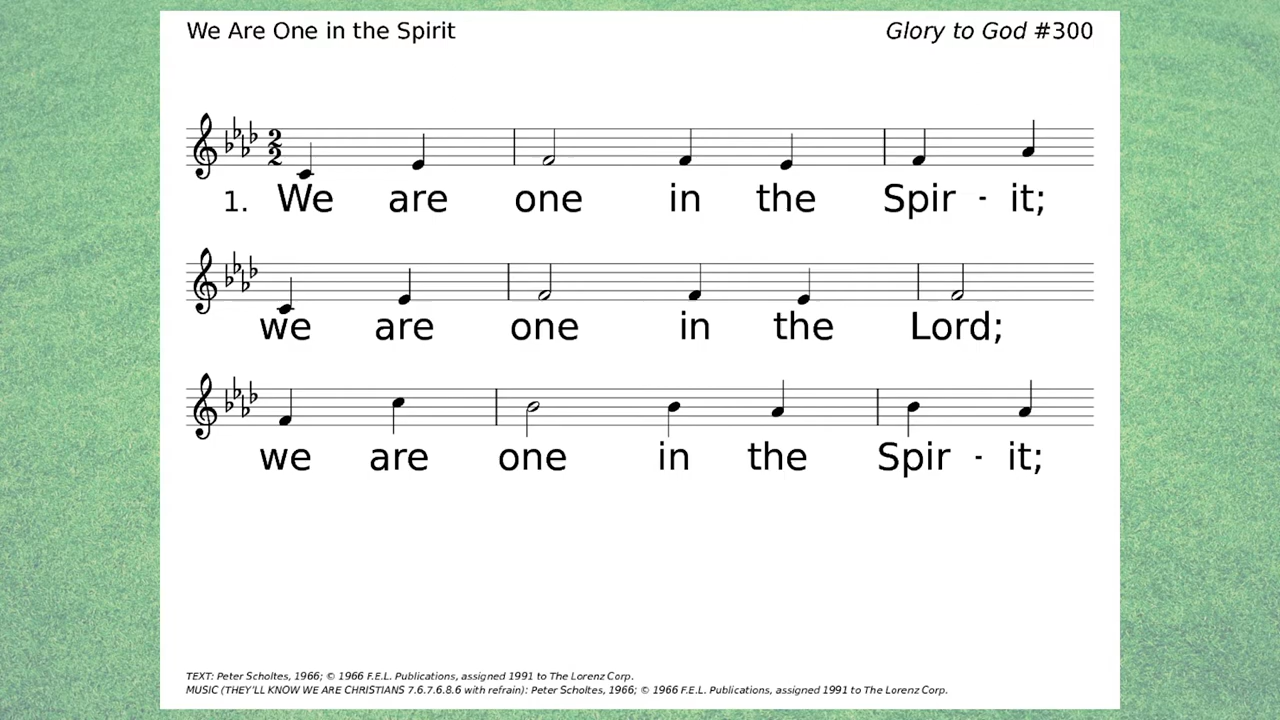 We Are One in the Spirit
Glory to God #300
1. We are one in the Spir - it;
we are one in the Lord;
we are one in the Spir - it;
TEXT: Peter Scholtes, 1966; © 1966 F.E.L. Publications, assigned 1991 to The Lorenz Corp.
MUSIC (THEY'LL KNOW WE ARE CHRISTIANS 7.6.7.6.8.6 with refrain): Peter Scholtes, 1966; © 1966 F.E.L. Publications, assigned 1991 to The Lorenz Corp.